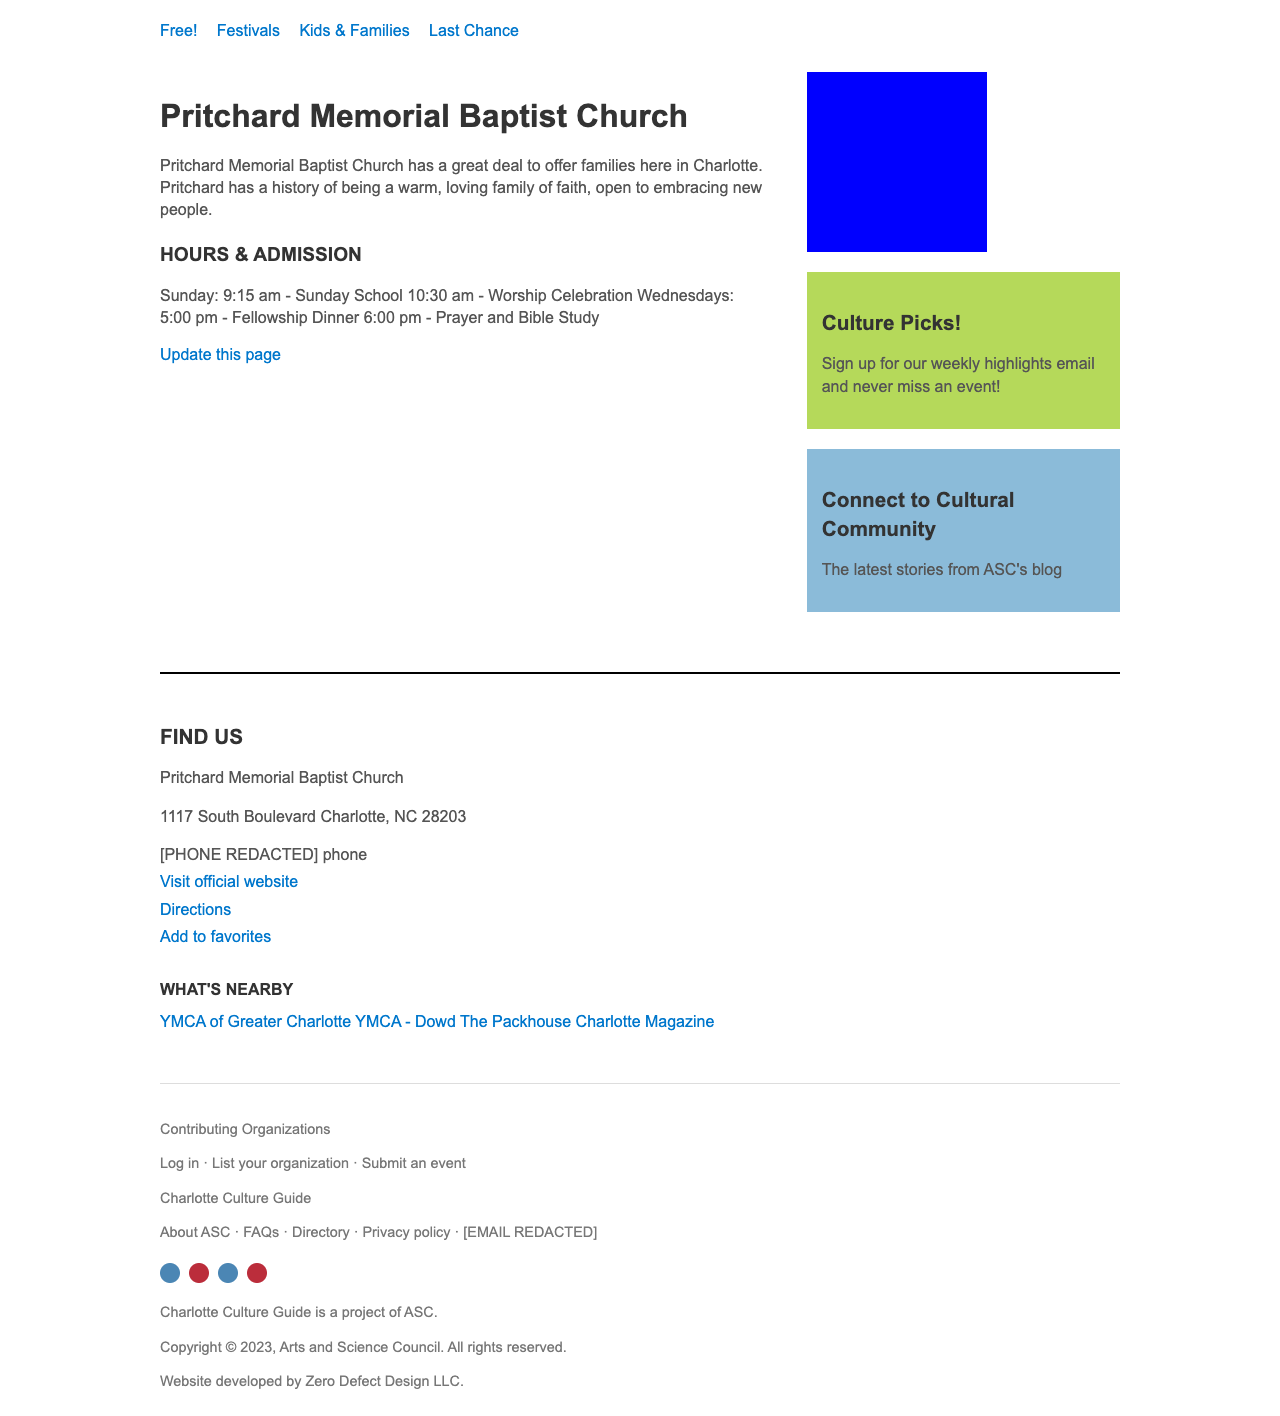 Free! Festivals Kids & Families Last Chance
Pritchard Memorial Baptist Church
Pritchard Memorial Baptist Church has a great deal to offer families here in Charlotte.
Pritchard has a history of being a warm, loving family of faith, open to embracing new
people.
HOURS & ADMISSION
Sunday: 9:15 am - Sunday School 10:30 am - Worship Celebration Wednesdays:
5:00 pm - Fellowship Dinner 6:00 pm - Prayer and Bible Study
Update this page
Culture Picks!
Sign up for our weekly highlights email
and never miss an event!
Connect to Cultural
Community
The latest stories from ASC's blog
FIND US
Pritchard Memorial Baptist Church
1117 South Boulevard Charlotte, NC 28203
[PHONE REDACTED] phone
Visit official website
Directions
Add to favorites
WHAT'S NEARBY
YMCA of Greater Charlotte YMCA - Dowd The Packhouse Charlotte Magazine
Contributing Organizations
Log in · List your organization · Submit an event
Charlotte Culture Guide
About ASC · FAQs · Directory · Privacy policy · [EMAIL REDACTED]
Charlotte Culture Guide is a project of ASC.
Copyright © 2023, Arts and Science Council. All rights reserved.
Website developed by Zero Defect Design LLC.